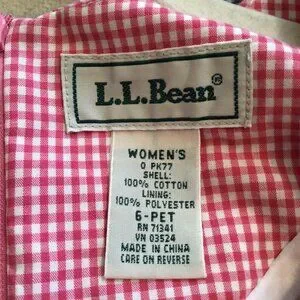 L.L.Bean®
WOMEN'S
0 PK77
SHELL:
100% COTTON
LINING:
100% POLYESTER
6-PET
RN 71341
VN 03524
MADE IN CHINA
CARE ON REVERSE